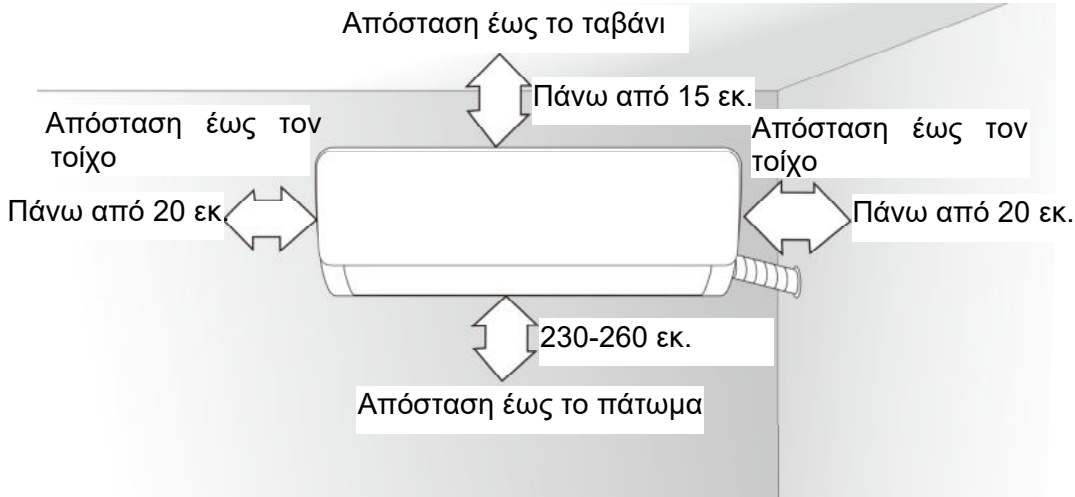 Απόσταση έως το ταβάνι
Πάνω από 15 εκ.
Απόσταση έως τον
τοίχο
Πάνω από 20 εκ.
Απόσταση έως τον
τοίχο
Πάνω από 20 εκ.
230-260 εκ.
Απόσταση έως το πάτωμα